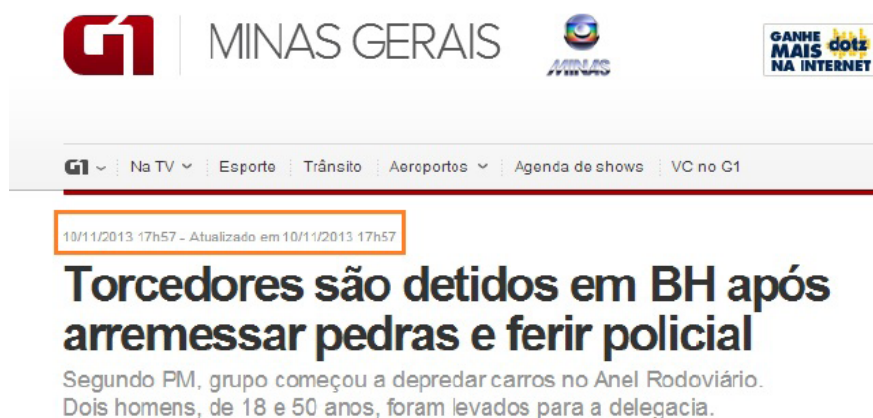 G1 MINAS GERAIS MINAS
GANHE
MAIS dotz
NA INTERNET
G1 Na TV Esporte Trânsito Aeroportos Agenda de shows VC no G1
10/11/2013 17h57 - Atualizado em 10/11/2013 17h57
Torcedores são detidos em BH após
arremessar pedras e ferir policial
Segundo PM, grupo começou a depredar carros no Anel Rodoviário.
Dois homens, de 18 e 50 anos, foram levados para a delegacia.